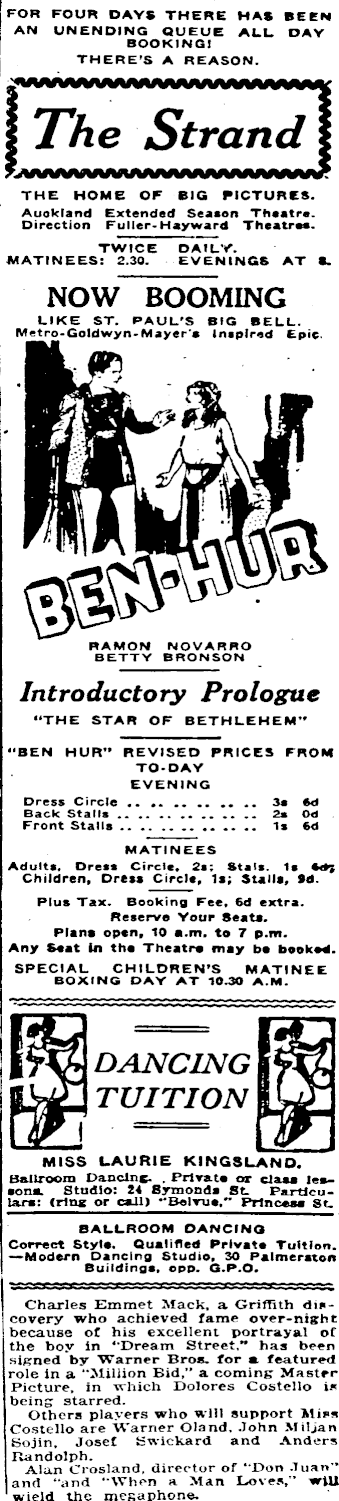 FOR FOUR DAYS THERE HAS BEEN
AN UNENDING QUEUE ALL DAY
BOOKING!
THERE'S A REASON.
The Strand
THE HOME OF BIG PICTURES.
Auckland Extended Season Theatre.
Direction Fuller-Hayward Theatres.
TWICE DAILY.
MATINEES: 2.30. EVENINGS AT 8.
NOW BOOMING
LIKE ST. PAUL'S BIG BELL.
Metro-Goldwyn-Mayer's Inspired Epic.
BEN-HUR
RAMON NOVARRO
BETTY BRONSON
Introductory Prologue
"THE STAR OF BETHLEHEM"
"BEN HUR" REVISED PRICES FROM
TO-DAY
EVENING
Dress Circle .. .. .. .. .. .. .. 3s 6d
Back Stalls .. .. .. .. .. .. .. 2s 0d
Front Stalls .. .. .. .. .. .. .. 1s 6d
MATINEES
Adults, Dress Circle, 2s; Stals. 1s 6d;
Children, Dress Circle, 1s; Stalls, 9d.
Plus Tax. Booking Fee, 6d extra.
Reserve Your Seats.
Plans open, 10 a.m. to 7 p.m.
Any Seat in the Theatre may be booked.
SPECIAL CHILDREN'S MATINEE
BOXING DAY AT 10.30 A.M.
DANCING
TUITION
MISS LAURIE KINGSLAND.
Ballroom Dancing. Private or class les-
sons. Studio: 24 Symonds St. Particu-
lars: (ring or call) "Belvue," Princess St.
BALLROOM DANCING
Correct Style. Qualified Private Tuition.
—Modern Dancing Studio, 30 Palmerston
Buildings, opp. G.P.O.
Charles Emmet Mack, a Griffith dis-
covery who achieved fame over-night
because of his excellent portrayal of
the boy in "Dream Street," has been
signed by Warner Bros. for a featured
role in a "Million Bid," a coming Master
Picture, in which Dolores Costello is
being starred.
Others players who will support Miss
Costello are Warner Oland, John Miljan
Sojin, Josef Swickard and Anders
Randolph.
Alan Crosland, director of "Don Juan"
and "and "When a Man Loves," will
wield the megaphone.